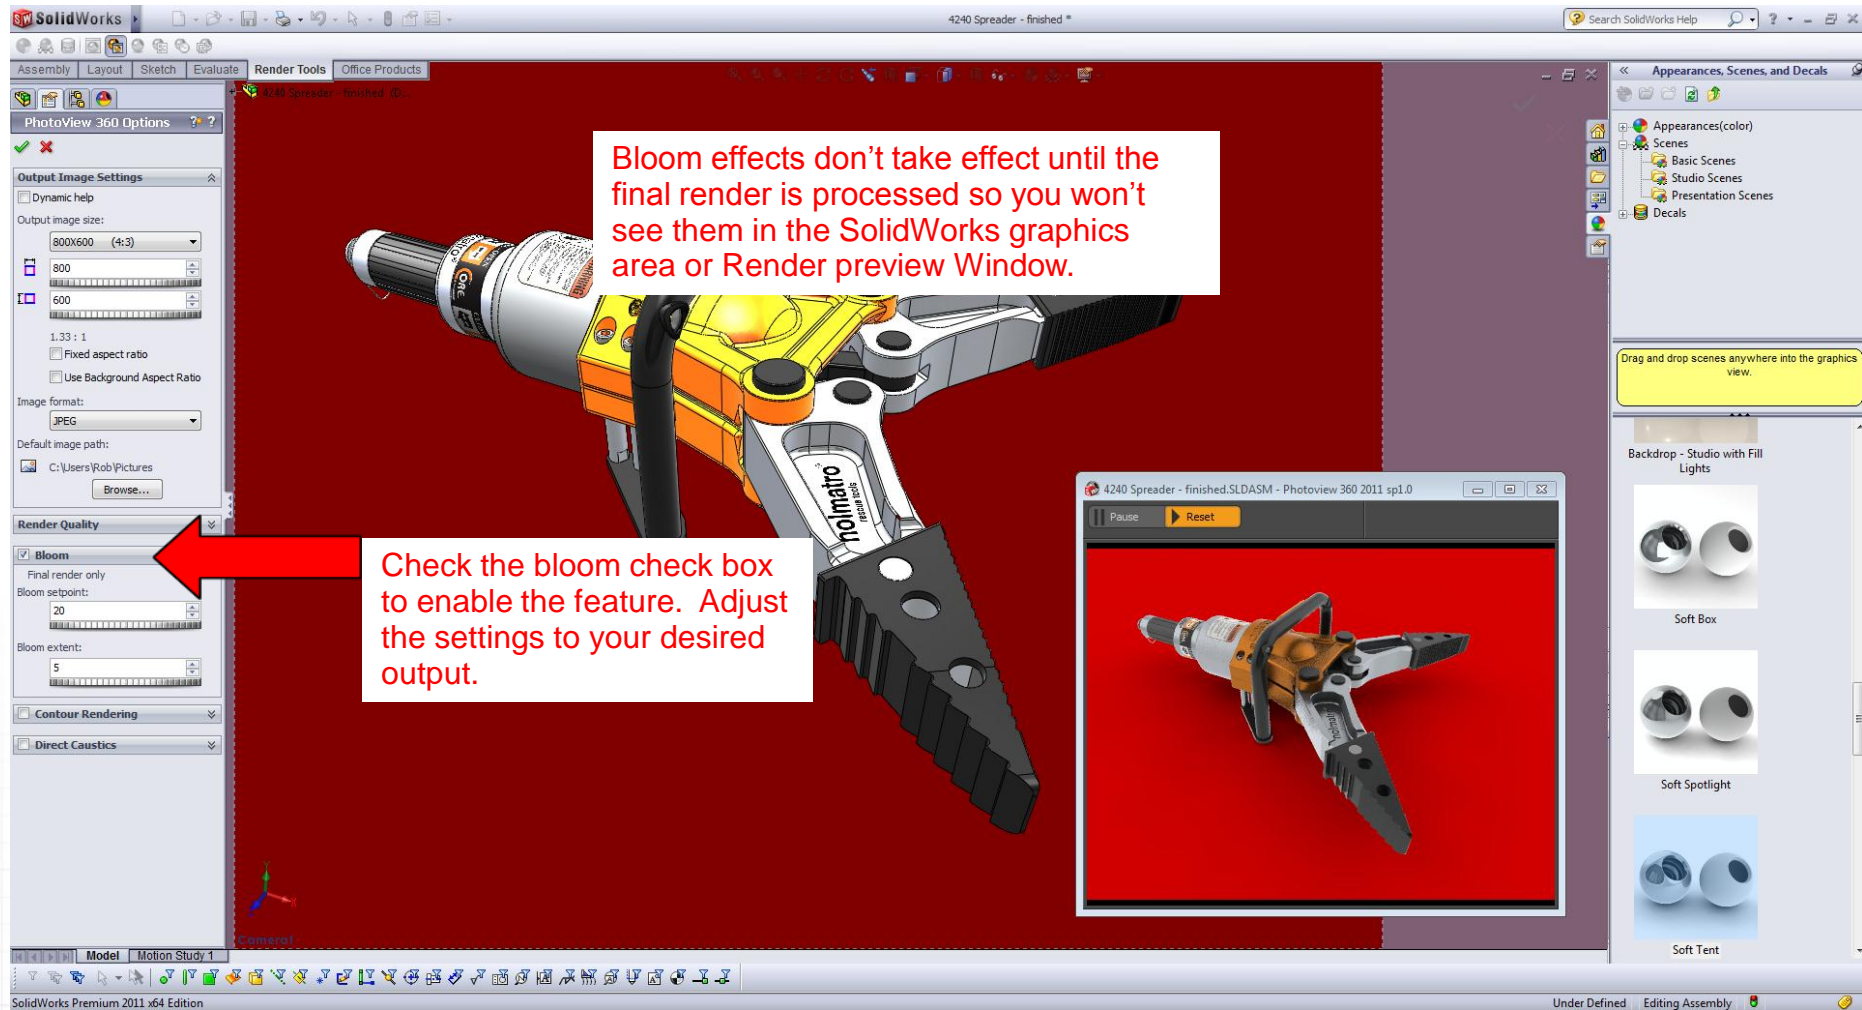 SolidWorks
4240 Spreader - finished *
Search SolidWorks Help
Assembly Layout Sketch Evaluate Render Tools Office Products
4240 Spreader - finished (D...
PhotoView 360 Options
Output Image Settings
Dynamic help
Output image size:
800X600 (4:3)
800
600
1.33 : 1
Fixed aspect ratio
Use Background Aspect Ratio
Image format:
JPEG
Default image path:
C:\Users\Rob\Pictures
Browse...
Render Quality
Bloom
Final render only
Bloom setpoint:
20
Bloom extent:
5
Contour Rendering
Direct Caustics
Bloom effects don't take effect until the
final render is processed so you won't
see them in the SolidWorks graphics
area or Render preview Window.
Check the bloom check box
to enable the feature. Adjust
the settings to your desired
output.
CORE
holmatro
rescue tools
4240 Spreader - finished.SLDASM - Photoview 360 2011 sp1.0
Pause Reset
holmatro
Appearances, Scenes, and Decals
Appearances(color)
Scenes
Basic Scenes
Studio Scenes
Presentation Scenes
Decals
Drag and drop scenes anywhere into the graphics
view.
Backdrop - Studio with Fill
Lights
Soft Box
Soft Spotlight
Soft Tent
Camera1
Model Motion Study 1
SolidWorks Premium 2011 x64 Edition
Under Defined Editing Assembly